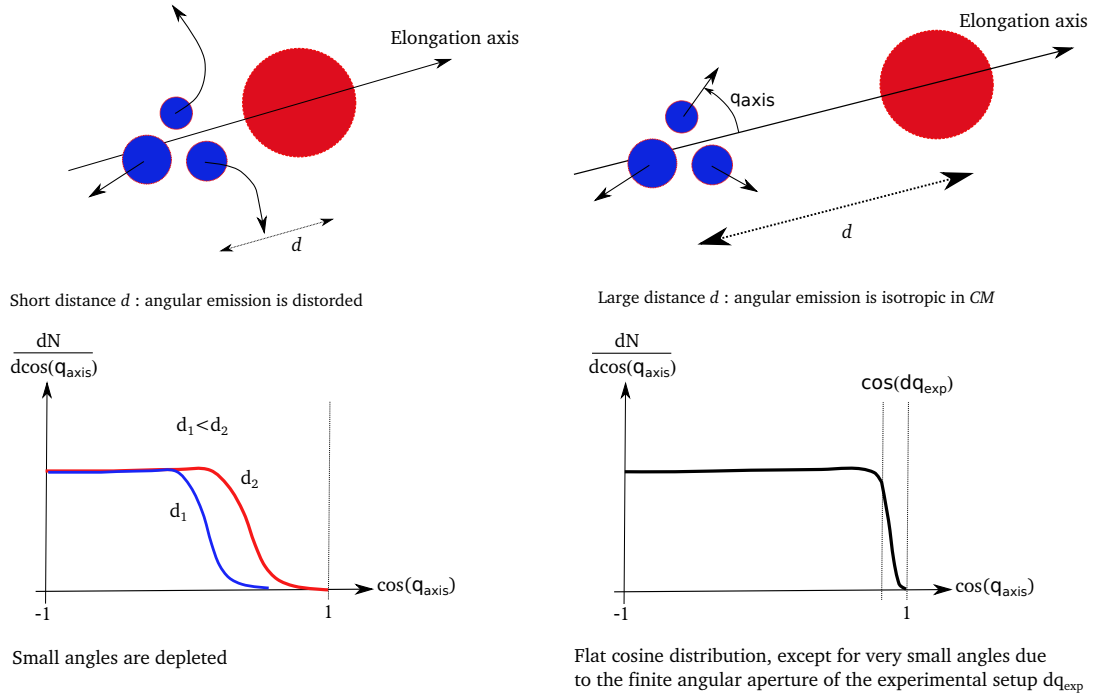 Elongation axis
d
Short distance d : angular emission is distorded
Elongation axis
qaxis
d
Large distance d : angular emission is isotropic in CM
dN
dcos(qaxis)
d1<d2
d2
d1
cos(qaxis)
-1
1
Small angles are depleted
dN
dcos(qaxis)
cos(dqexp)
cos(qaxis)
-1
1
Flat cosine distribution, except for very small angles due
to the finite angular aperture of the experimental setup dqexp